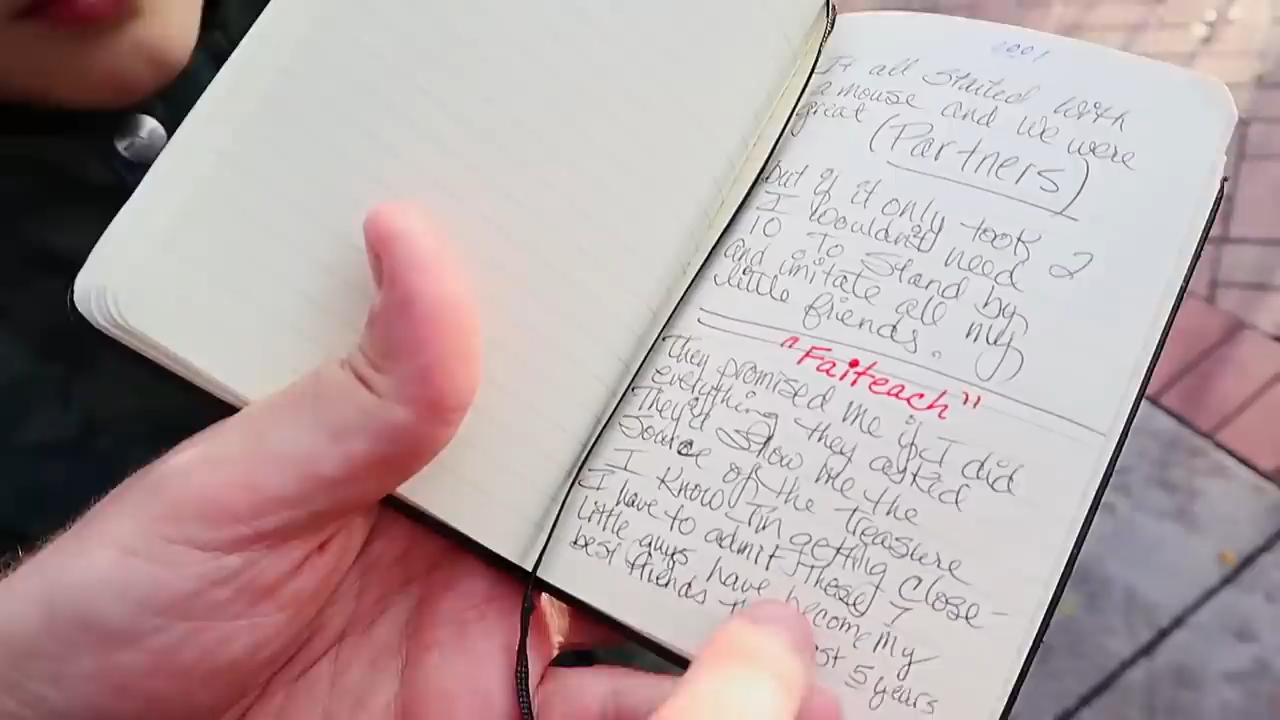 2001
It all started with
a mouse and we were
great (Partners)
but if it only took 2
I wouldn't need
10 to stand by
and imitate all my
little friends.
"Faiteach"
They promised me if I did
everything they asked
They'd show me the
Source of the treasure
I know I'm getting close-
I have to admit these 7
little guys have become my
best friends 5 years